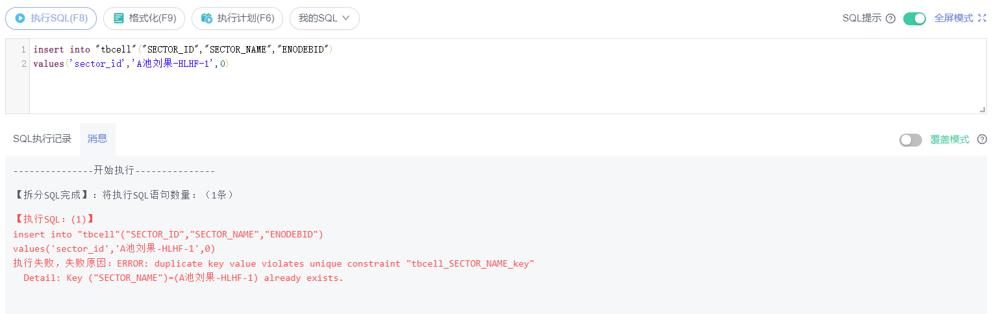 执行SQL(F8) 格式化(F9) 执行计划(F6) 我的SQL SQL提示 全屏模式
1 insert into "tbcell"("SECTOR_ID","SECTOR_NAME","ENODEBID")
2 values('sector_id','A池刘果-HLHF-1',0)
SQL执行记录 消息 覆盖模式
---------------开始执行---------------
【拆分SQL完成】：将执行SQL语句数量：（1条）
【执行SQL：(1)】
insert into "tbcell"("SECTOR_ID","SECTOR_NAME","ENODEBID")
values('sector_id','A池刘果-HLHF-1',0)
执行失败，失败原因：ERROR: duplicate key value violates unique constraint "tbcell_SECTOR_NAME_key"
Detail: Key ("SECTOR_NAME")=(A池刘果-HLHF-1) already exists.